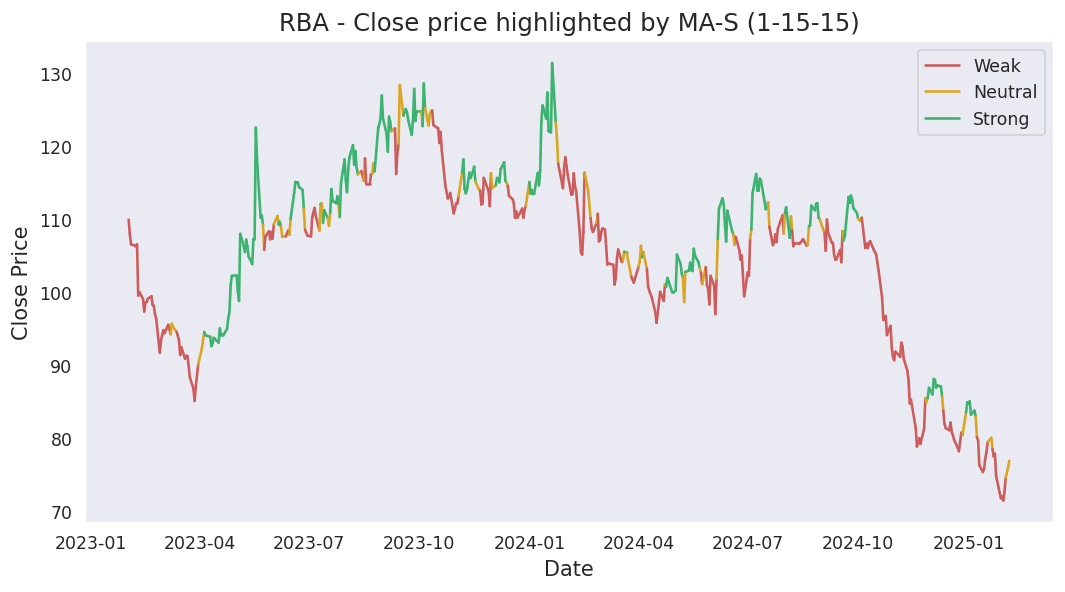 RBA - Close price highlighted by MA-S (1-15-15)
Weak
Neutral
Strong
Close Price
130
120
110
100
90
80
70
2023-01 2023-04 2023-07 2023-10 2024-01 2024-04 2024-07 2024-10 2025-01
Date